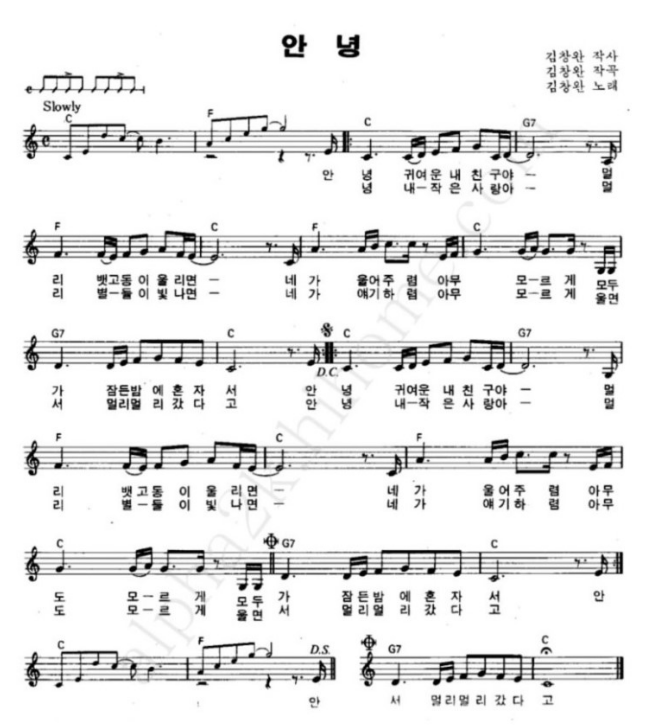 안 녕
김창완 작사
김창완 작곡
김창완 노래
Slowly
C F C G7
안 녕 귀여운 내 친 구야 — 멀
녕 내—작 은 사 랑아 — 멀
F C F C
리 뱃고동 이 울 리면 — 네 가 울어주 렴 아무 모—르 게 모두
리 별—들 이 빛 나면 — 네 가 얘기하 렴 아무 모—르 게 울면
G7 C C G7
D.C.
가 잠든밤 에 혼 자 서 안 녕 귀여운 내 친 구야 — 멀
서 멀리멀 리 갔 다 고 안 녕 내—작 은 사 랑아 — 멀
F C F
리 뱃고동 이 울 리면 — 네 가 울어주 렴 아무
리 별—들 이 빛 나면 — 네 가 얘기하 렴 아무
C G7 C
도 모—르 게 모두 가 잠든밤 에 혼 자 서 안
도 모—르 게 울면 서 멀리멀 리 갔 다 고
C F D.S. G7 C
안 서 멀리멀 리 갔 다 고